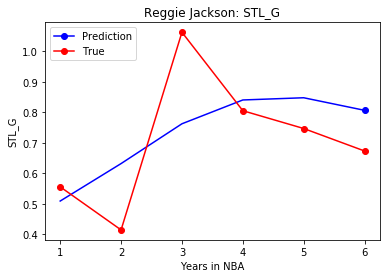 Reggie Jackson: STL_G
Prediction
True
1.0
0.9
0.8
0.7
0.6
0.5
0.4
STL_G
1 2 3 4 5 6
Years in NBA